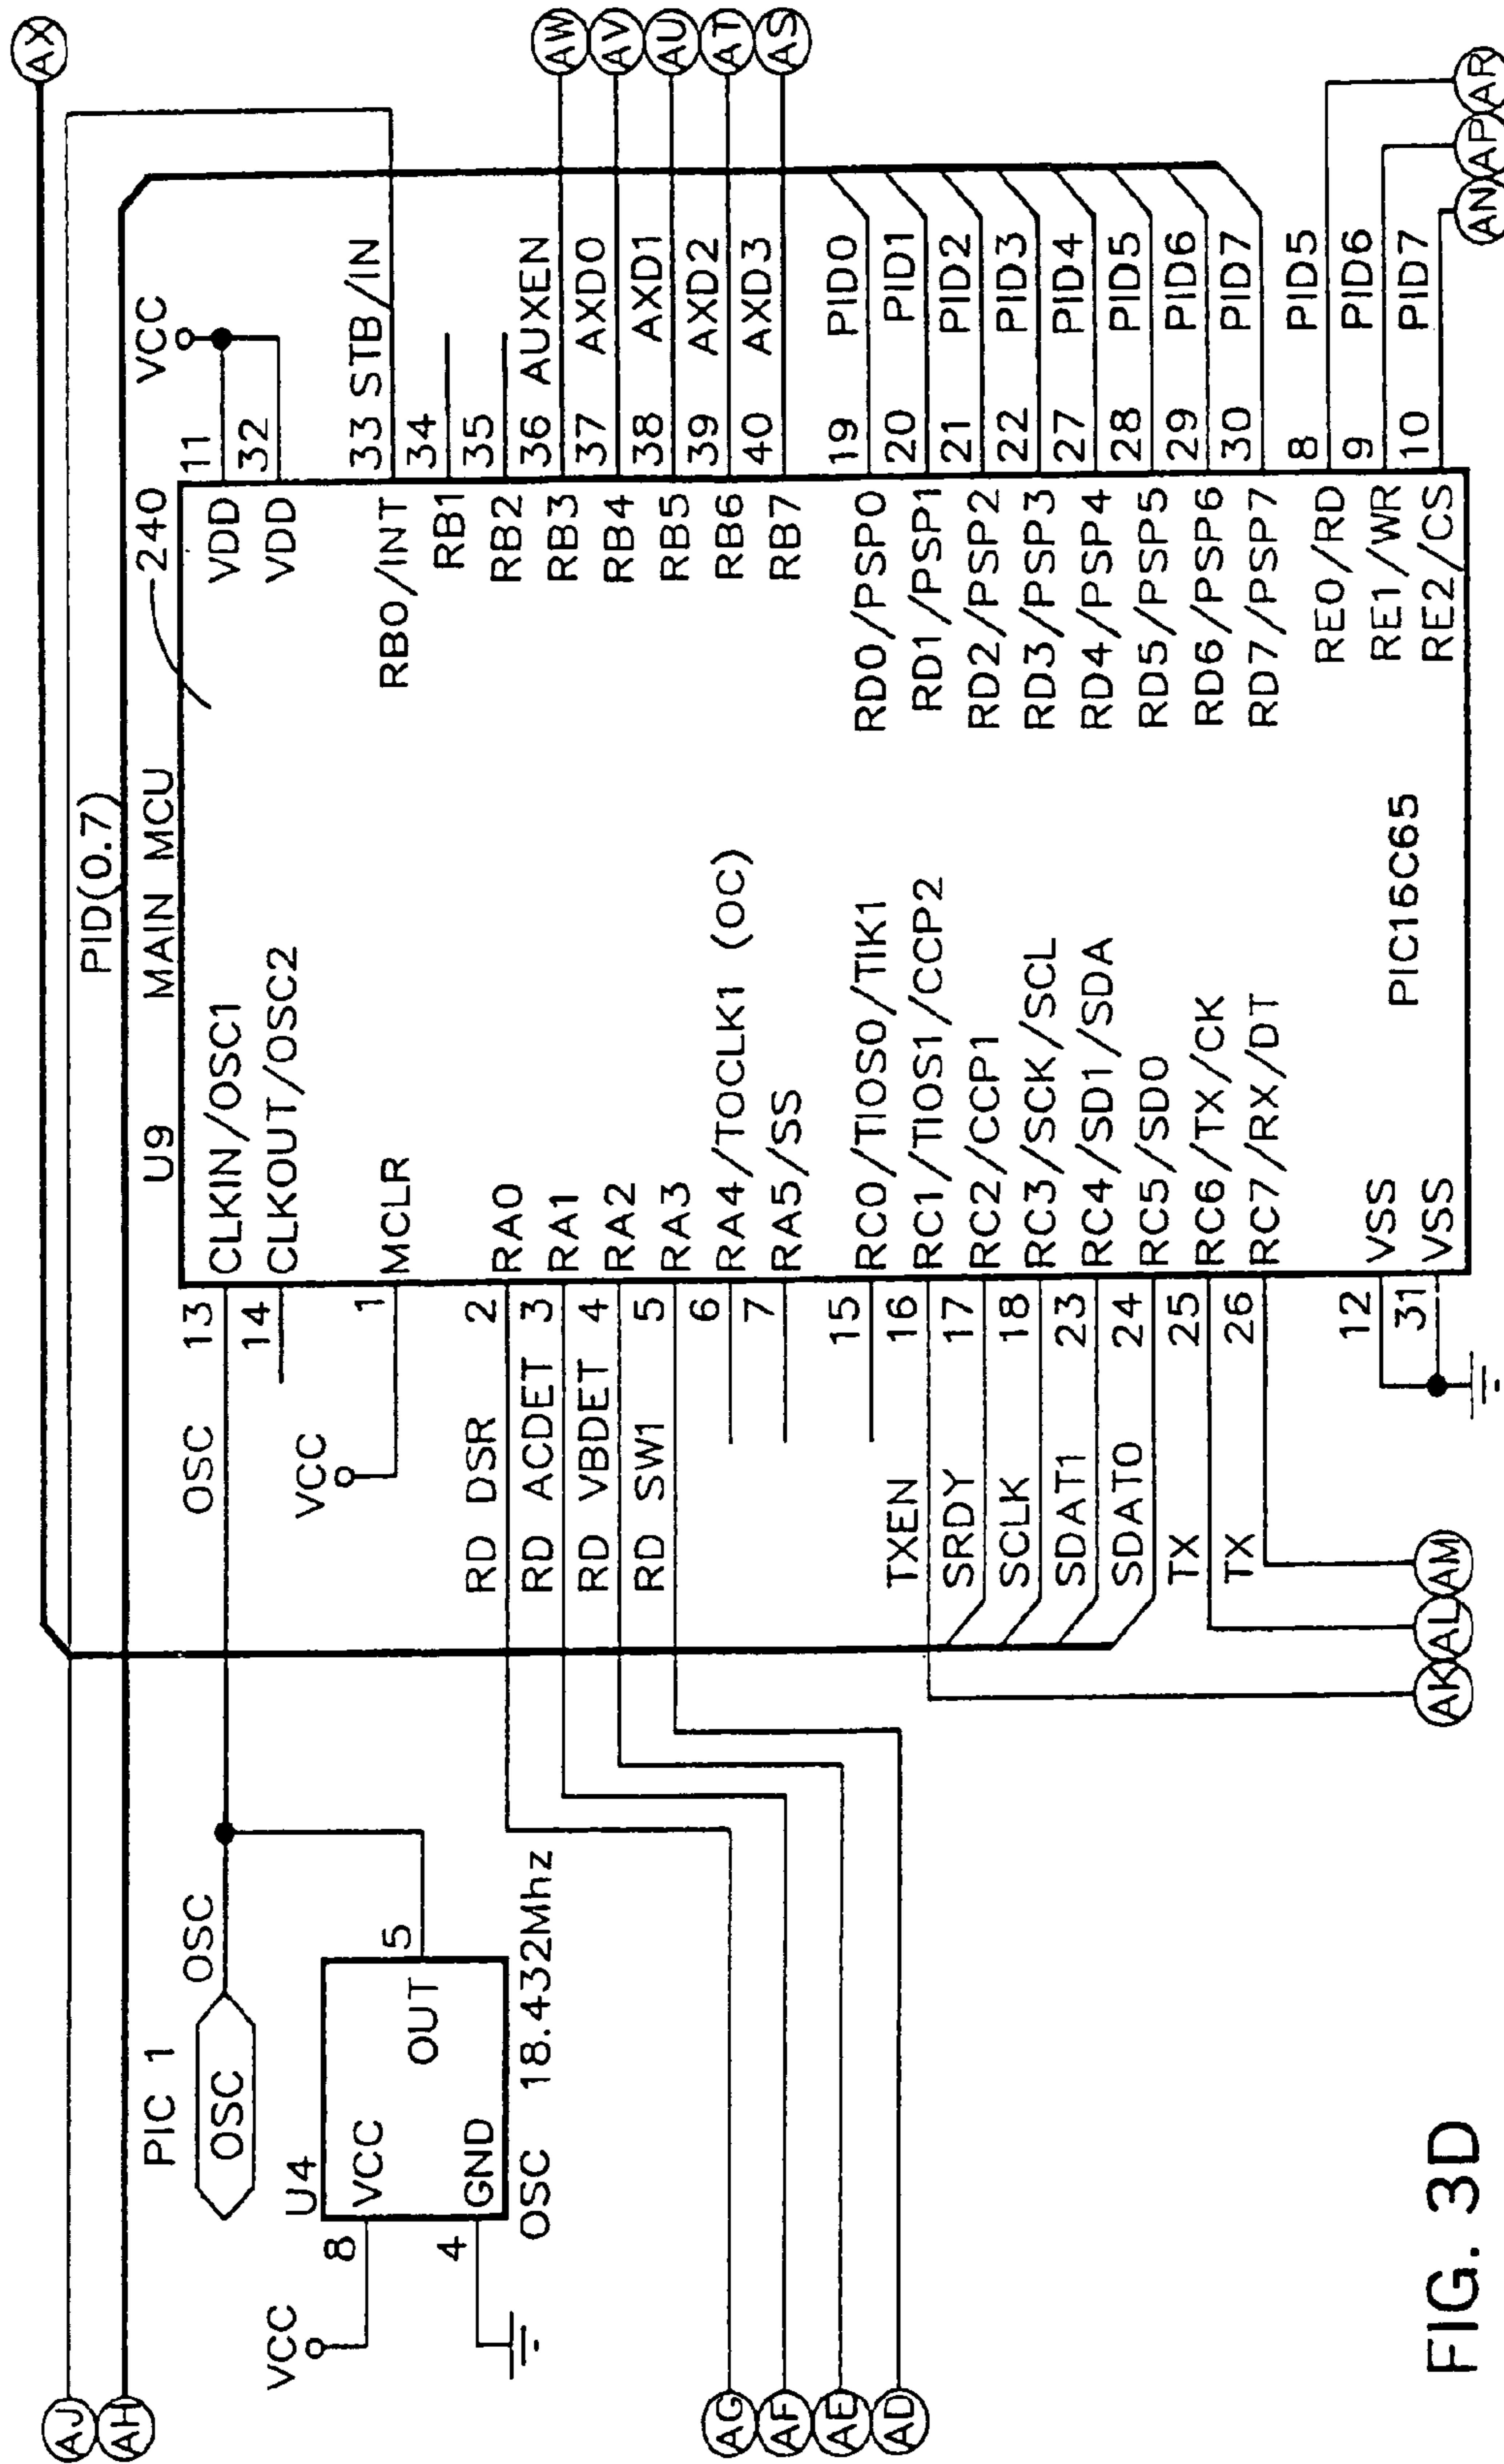 AX
AJ
AH
PID(0.7)
U9 MAIN MCU
240
PIC 1
OSC
OSC
U4
VCC
8 VCC
OUT 5
4 GND
OSC 18.432Mhz
OSC 13 CLKIN/OSC1
14 CLKOUT/OSC2
VCC
1 MCLR
RD DSR 2 RA0
RD ACDET 3 RA1
RD VBDET 4 RA2
RD SW1 5 RA3
6 RA4/TOCLK1 (OC)
7 RA5/SS
15 RC0/TIOSO/TIK1
TXEN 16 RC1/TIOS1/CCP2
SRDY 17 RC2/CCP1
SCLK 18 RC3/SCK/SCL
SDAT1 23 RC4/SD1/SDA
SDATO 24 RC5/SDO
TX 25 RC6/TX/CK
TX 26 RC7/RX/DT
12 VSS
31 VSS
VCC
VDD 11
VDD 32
RBO/INT 33 STB/IN
RB1 34
RB2 35
RB3 36 AUXEN AW
RB4 37 AXD0 AV
RB5 38 AXD1 AU
RB6 39 AXD2 AT
RB7 40 AXD3 AS
RD0/PSP0 19 PID0
RD1/PSP1 20 PID1
RD2/PSP2 21 PID2
RD3/PSP3 22 PID3
RD4/PSP4 27 PID4
RD5/PSP5 28 PID5
RD6/PSP6 29 PID6
RD7/PSP7 30 PID7
RE0/RD 8 PID5
RE1/WR 9 PID6
RE2/CS 10 PID7
PIC16C65
AG
AF
AE
AD
AK AL AM
AN AP AR
FIG. 3D